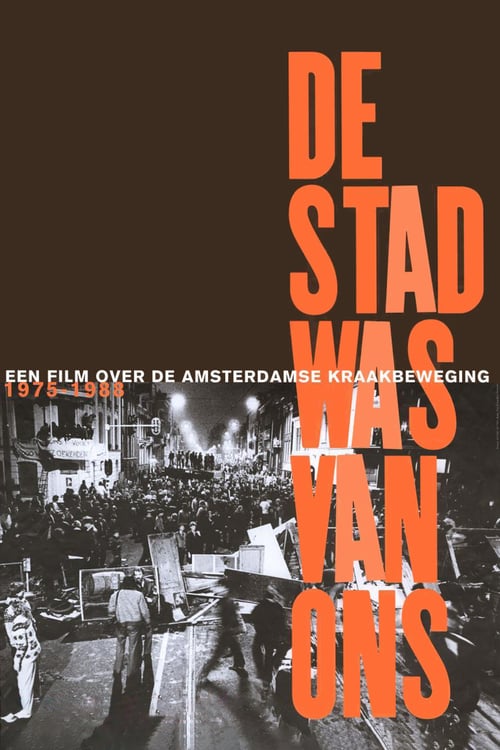 DE
STAD
WAS
EEN FILM OVER DE AMSTERDAMSE KRAAKBEWEGING
1975-1988
VAN
ONS